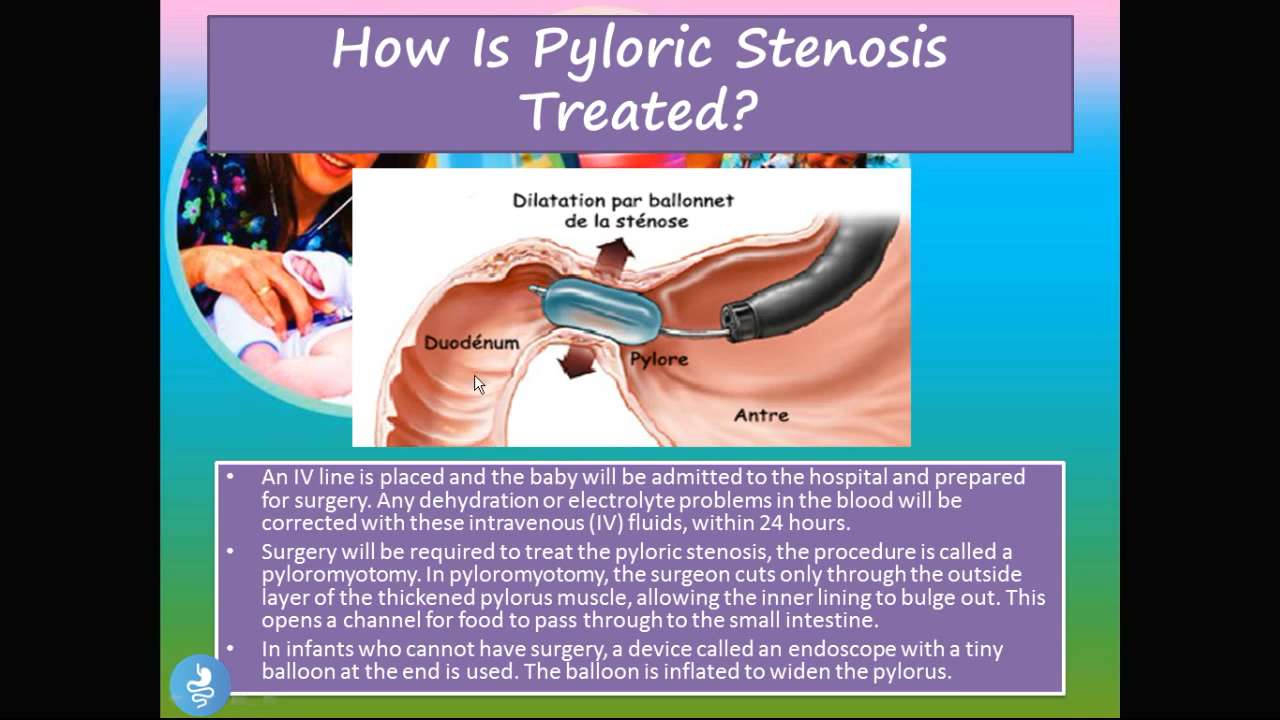 How Is Pyloric Stenosis
Treated?
Dilatation par ballonnet
de la sténose
Duodénum
Pylore
Antre
• An IV line is placed and the baby will be admitted to the hospital and prepared
for surgery. Any dehydration or electrolyte problems in the blood will be
corrected with these intravenous (IV) fluids, within 24 hours.
• Surgery will be required to treat the pyloric stenosis, the procedure is called a
pyloromyotomy. In pyloromyotomy, the surgeon cuts only through the outside
layer of the thickened pylorus muscle, allowing the inner lining to bulge out. This
opens a channel for food to pass through to the small intestine.
• In infants who cannot have surgery, a device called an endoscope with a tiny
balloon at the end is used. The balloon is inflated to widen the pylorus.